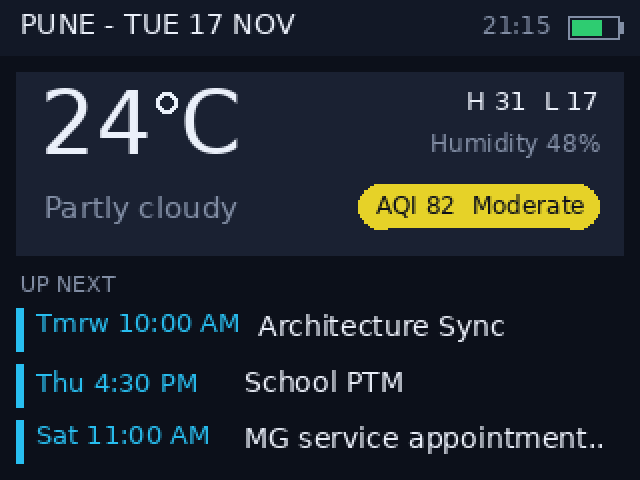 PUNE - TUE 17 NOV 21:15
24°C
H 31 L 17
Humidity 48%
Partly cloudy
AQI 82 Moderate
UP NEXT
Tmrw 10:00 AM Architecture Sync
Thu 4:30 PM School PTM
Sat 11:00 AM MG service appointment..